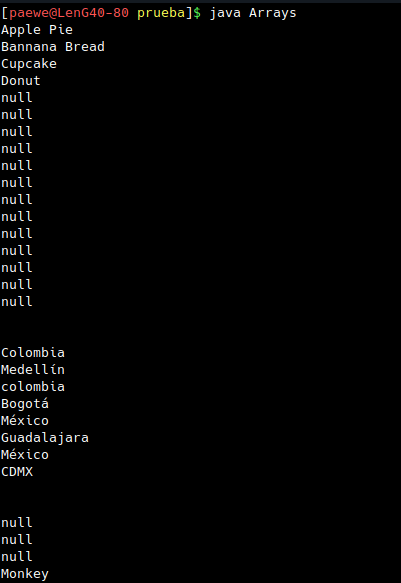 [paewe@LenG40-80 prueba]$ java Arrays
Apple Pie
Bannana Bread
Cupcake
Donut
null
null
null
null
null
null
null
null
null
null
null
null
null
Colombia
Medellín
colombia
Bogotá
México
Guadalajara
México
CDMX
null
null
null
Monkey